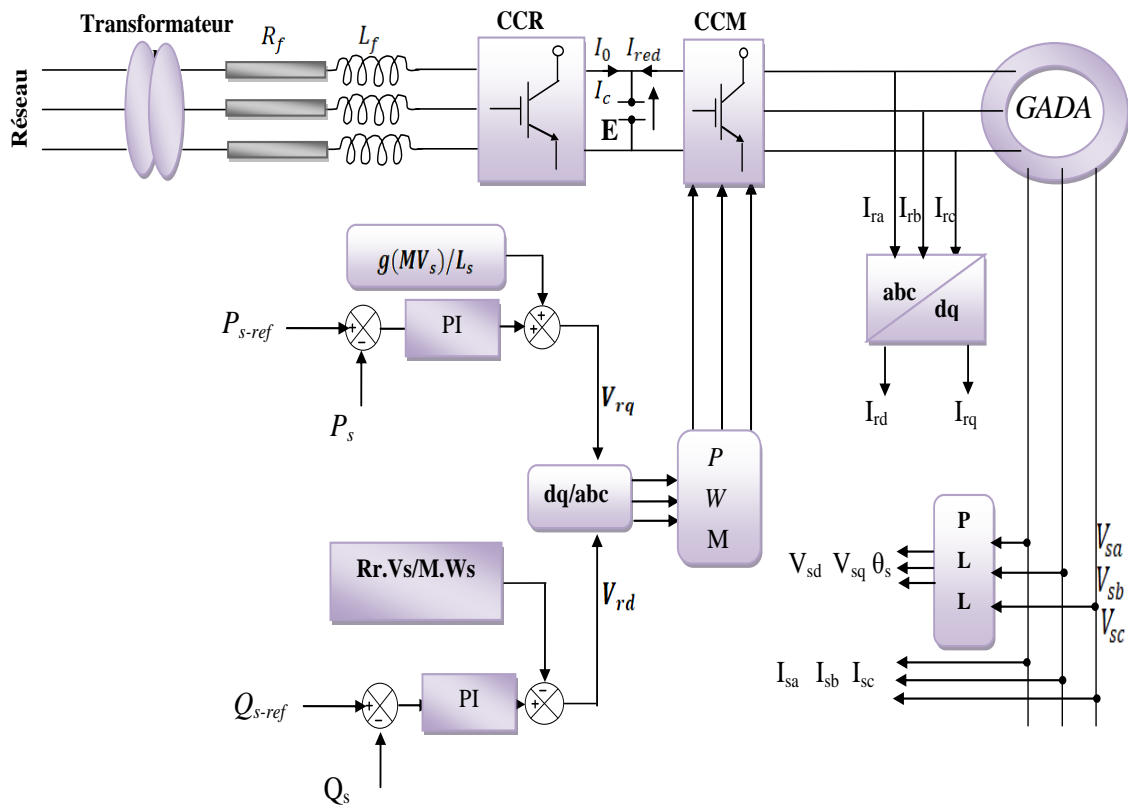 Transformateur
CCR
CCM
R_f
L_f
I_0
I_red
I_c
E
Réseau
GADA
I_ra
I_rb
I_rc
abc
dq
I_rd
I_rq
g(MV_s)/L_s
P_s-ref
+
−
PI
+
+
P_s
V_rq
dq/abc
P
W
M
Rr.Vs/M.Ws
V_rd
Q_s-ref
+
−
PI
−
+
Q_s
P
L
L
V_sd V_sq θ_s
V_sa
V_sb
V_sc
I_sa I_sb I_sc